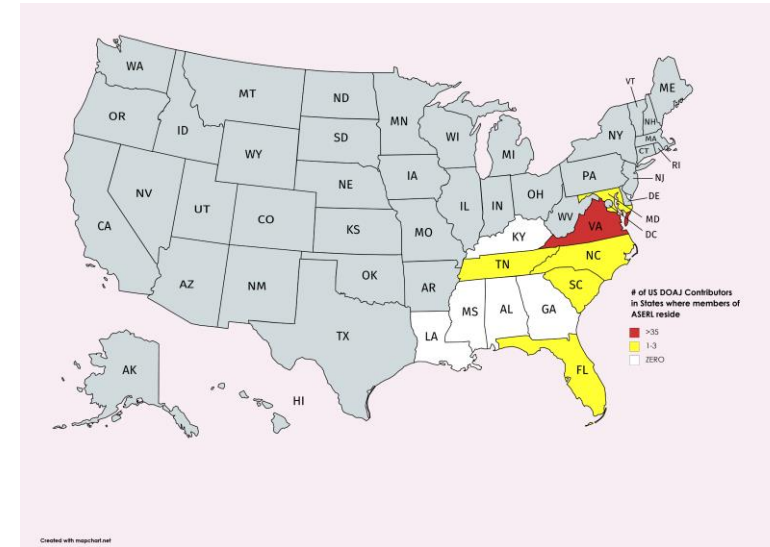 WA
MT
ND
MN
VT
ME
OR
ID
SD
WI
MI
NY
NH
MA
CT
RI
WY
IA
NE
PA
NJ
NV
UT
CO
IL
IN
OH
DE
WV
MD
DC
CA
KS
MO
KY
VA
AZ
NM
OK
AR
TN
NC
SC
TX
LA
MS
AL
GA
FL
AK
HI
# of US DOAJ Contributors
in States where members of
ASERL reside
>35
1-3
ZERO
Created with mapchart.net